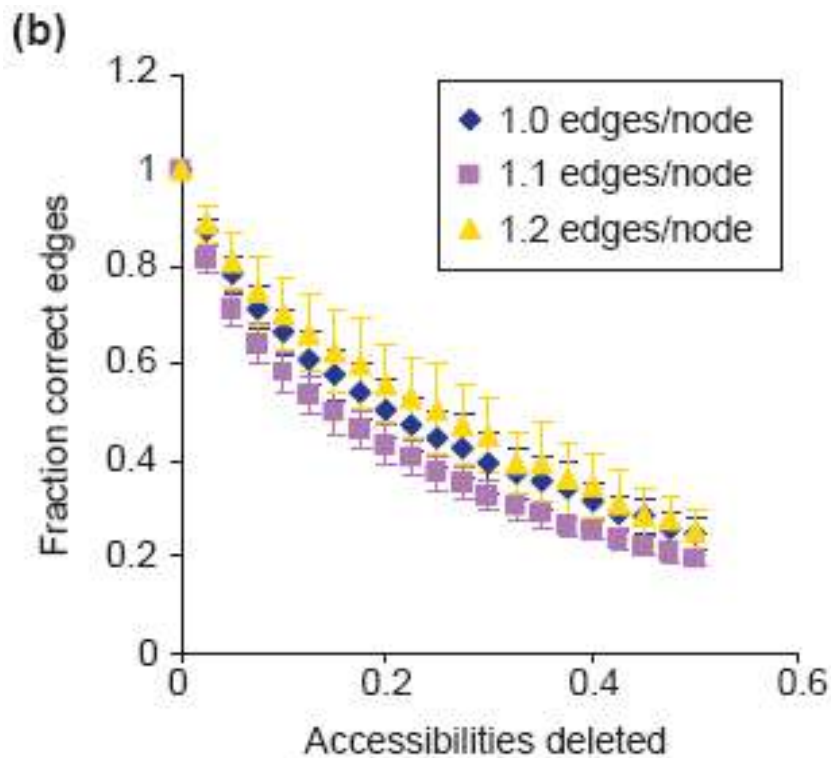 (b)
1.2
1
0.8
0.6
0.4
0.2
0
0
0.2
0.4
0.6
Fraction correct edges
Accessibilities deleted
1.0 edges/node
1.1 edges/node
1.2 edges/node